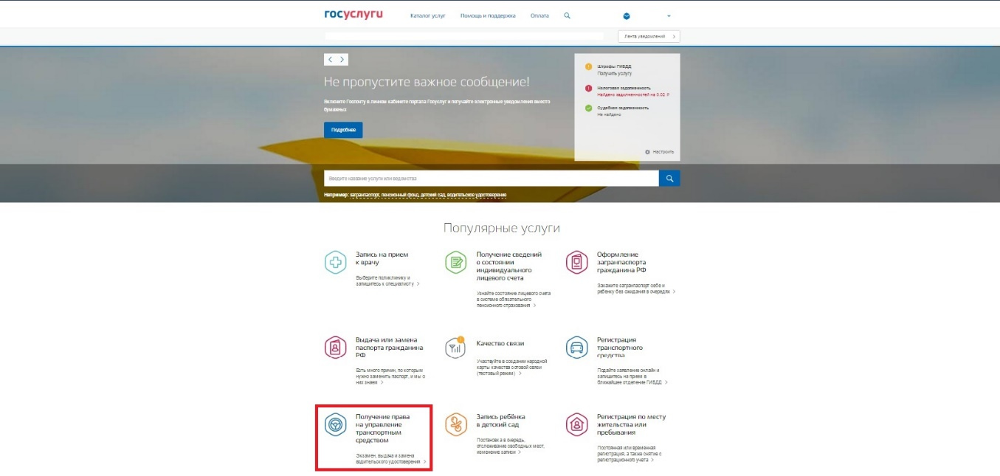 госуслуги
Каталог услуг
Помощь и поддержка
Оплата
Лента уведомлений
Не пропустите важное сообщение!
Включите Госпочту в личном кабинете портала Госуслуг и получайте электронные уведомления вместо
бумажных
Подробнее
Штрафы ГИБДД
Получить услугу
Налоговая задолженность
Найдено задолженностей на 0.02 ₽
Судебная задолженность
Не найдено
Настроить
Введите название услуги или ведомства
Например: загранпаспорт, пенсионный фонд, детский сад, водительское удостоверение
Популярные услуги
Запись на прием
к врачу
Выберите поликлинику и
запишитесь к специалисту
Получение сведений
о состоянии
индивидуального
лицевого счета
Узнайте состояние лицевого счета
в системе обязательного
пенсионного страхования
Оформление
загранпаспорта
гражданина РФ
Закажите загранпаспорт себе и
ребенку без ожидания в очередях
Выдача или замена
паспорта гражданина
РФ
Есть много причин, по которым
нужно заменить паспорт, и мы о
них знаем
Качество связи
Участвуйте в создании народной
карты качества сотовой связи
(тестовый режим)
Регистрация
транспортного
средства
Подайте заявление онлайн и
запишитесь на прием в
ближайшее отделение ГИБДД
Получение права
на управление
транспортным
средством
Экзамен, выдача и замена
водительского удостоверения
Запись ребёнка
в детский сад
Постановка в очередь,
отслеживание свободных мест,
изменение записи
Регистрация по месту
жительства или
пребывания
Постоянная или временная
регистрация, а также снятие с
регистрационного учета